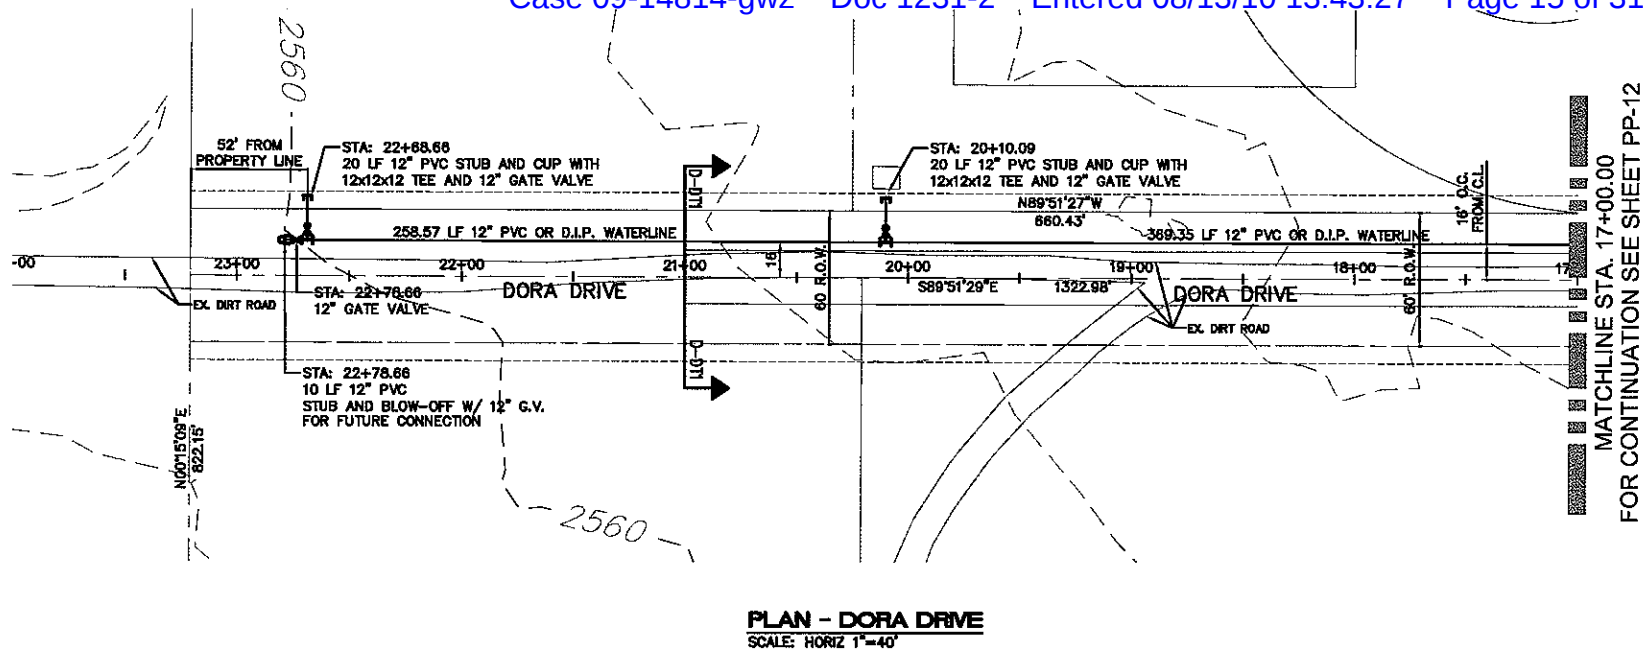 Case 09-14814-gwz Doc 1231-2 Entered 08/13/10 13:43:27 Page 15 of 31
2560
52' FROM
PROPERTY LINE
STA: 22+68.66
20 LF 12" PVC STUB AND CUP WITH
12x12x12 TEE AND 12" GATE VALVE
D-DT1
STA: 20+10.09
20 LF 12" PVC STUB AND CUP WITH
12x12x12 TEE AND 12" GATE VALVE
N89°51'27"W
660.43'
16' O.C.
FROM C.L.
258.57 LF 12" PVC OR D.I.P. WATERLINE
369.35 LF 12" PVC OR D.I.P. WATERLINE
-00
23+00
22+00
21+00
16'
20+00
19+00
18+00
17
STA: 22+78.66
12" GATE VALVE
DORA DRIVE
60 R.O.W.
S89°51'29"E
1322.98'
DORA DRIVE
60' R.O.W.
EX. DIRT ROAD
EX. DIRT ROAD
D-DT1
STA: 22+78.66
10 LF 12" PVC
STUB AND BLOW-OFF W/ 12" G.V.
FOR FUTURE CONNECTION
N00°15'09"E
822.15'
2560
MATCHLINE STA. 17+00.00
FOR CONTINUATION SEE SHEET PP-12
PLAN - DORA DRIVE
SCALE: HORIZ 1"=40'